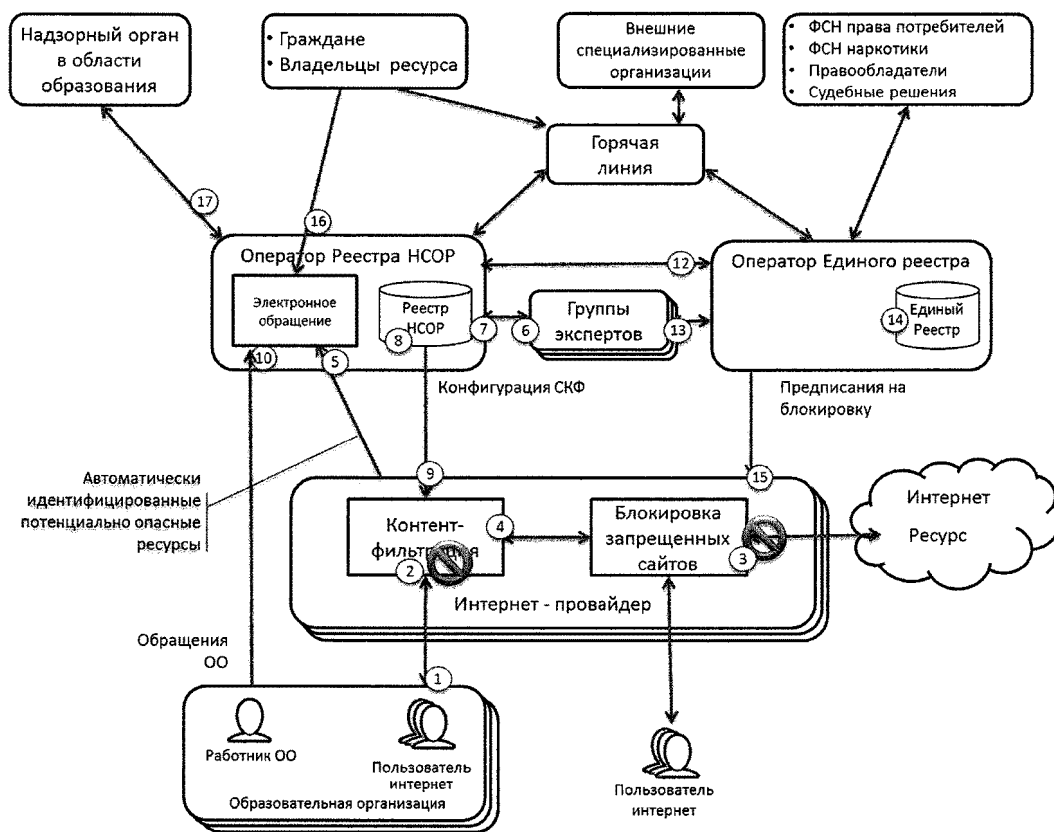 Надзорный орган
в области
образования
• Граждане
• Владельцы ресурса
Внешние
специализированные
организации
• ФСН права потребителей
• ФСН наркотики
• Правообладатели
• Судебные решения
Горячая
линия
17
16
Оператор Реестра НСОР
12
Оператор Единого реестра
Электронное
обращение
Реестр
НСОР
8
7
6
Группы
экспертов
13
14
Единый
Реестр
10
5
Конфигурация СКФ
Предписания на
блокировку
Автоматически
идентифицированные
потенциально опасные
ресурсы
9
15
Контент-
фильтрация
2
4
Блокировка
запрещенных
сайтов
3
Интернет
Ресурс
Интернет - провайдер
Обращения
ОО
1
Работник ОО
Пользователь
интернет
Образовательная организация
Пользователь
интернет